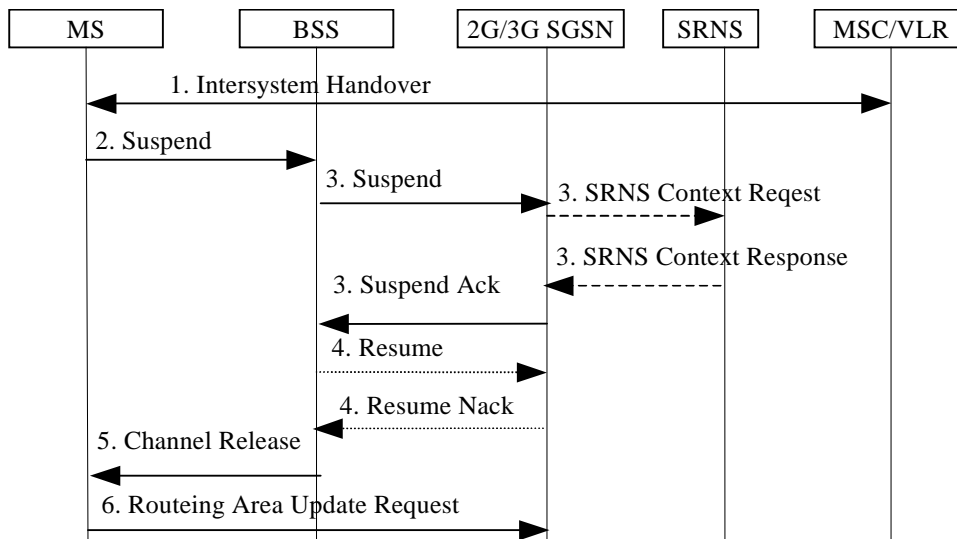 MS BSS 2G/3G SGSN SRNS MSC/VLR
1. Intersystem Handover
2. Suspend
3. Suspend
3. SRNS Context Reqest
3. SRNS Context Response
3. Suspend Ack
4. Resume
4. Resume Nack
5. Channel Release
6. Routeing Area Update Request